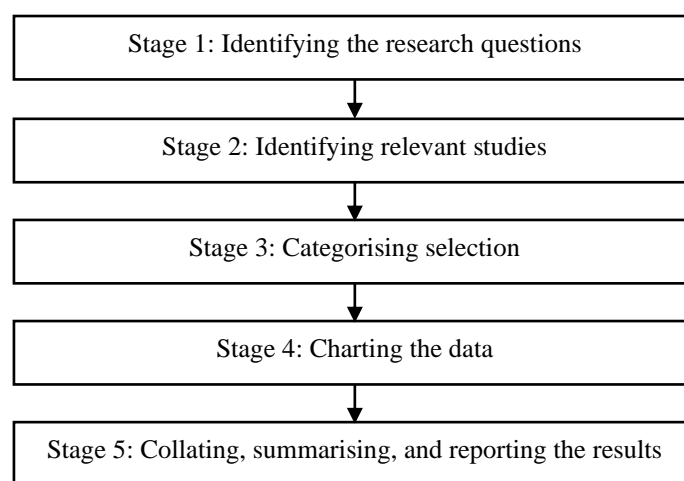 Stage 1: Identifying the research questions
Stage 2: Identifying relevant studies
Stage 3: Categorising selection
Stage 4: Charting the data
Stage 5: Collating, summarising, and reporting the results